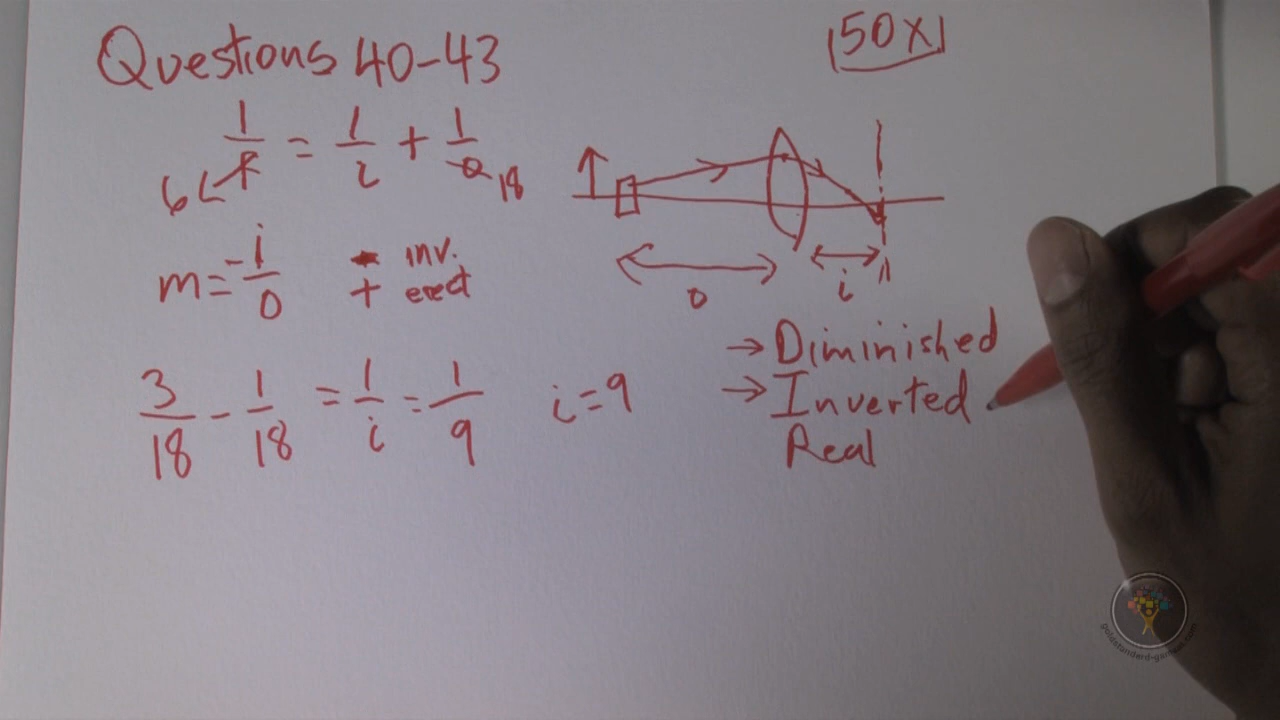 Questions 40-43
150X1
1/f = 1/i + 1/o
6 18
m = -i/o
- inv.
+ erect
o i
3/18 - 1/18 = 1/i = 1/9 i=9
→ Diminished
→ Inverted
Real